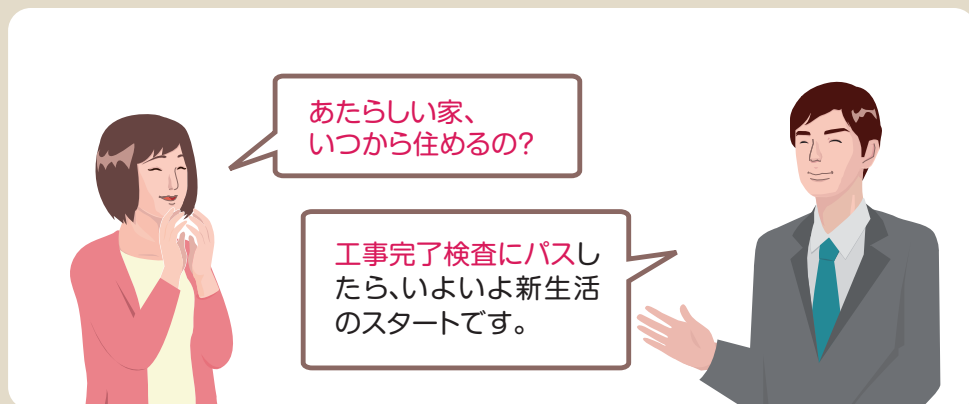 あたらしい家、
いつから住めるの?
工事完了検査にパスし
たら、いよいよ新生活
のスタートです。